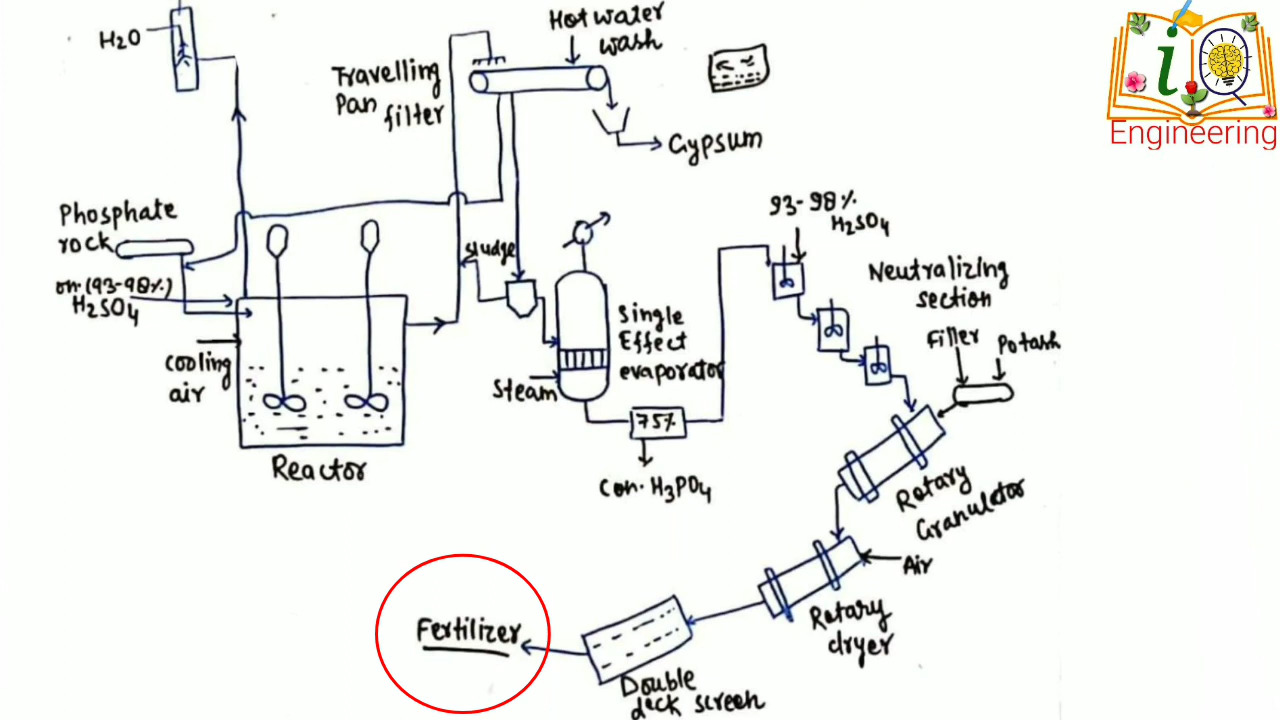 H2O
Hot water
wash
Travelling
Pan
filter
Gypsum
i
Engineering
Phosphate
rock
con. (93-98%)
H2SO4
cooling
air
Reactor
sludge
Single
Effect
evaporator
Steam
75%
Con. H3PO4
93-98%
H2SO4
Neutralizing
section
Filler
Potash
Rotary
Granulator
Air
Rotary
dryer
Double
deck screen
Fertilizer